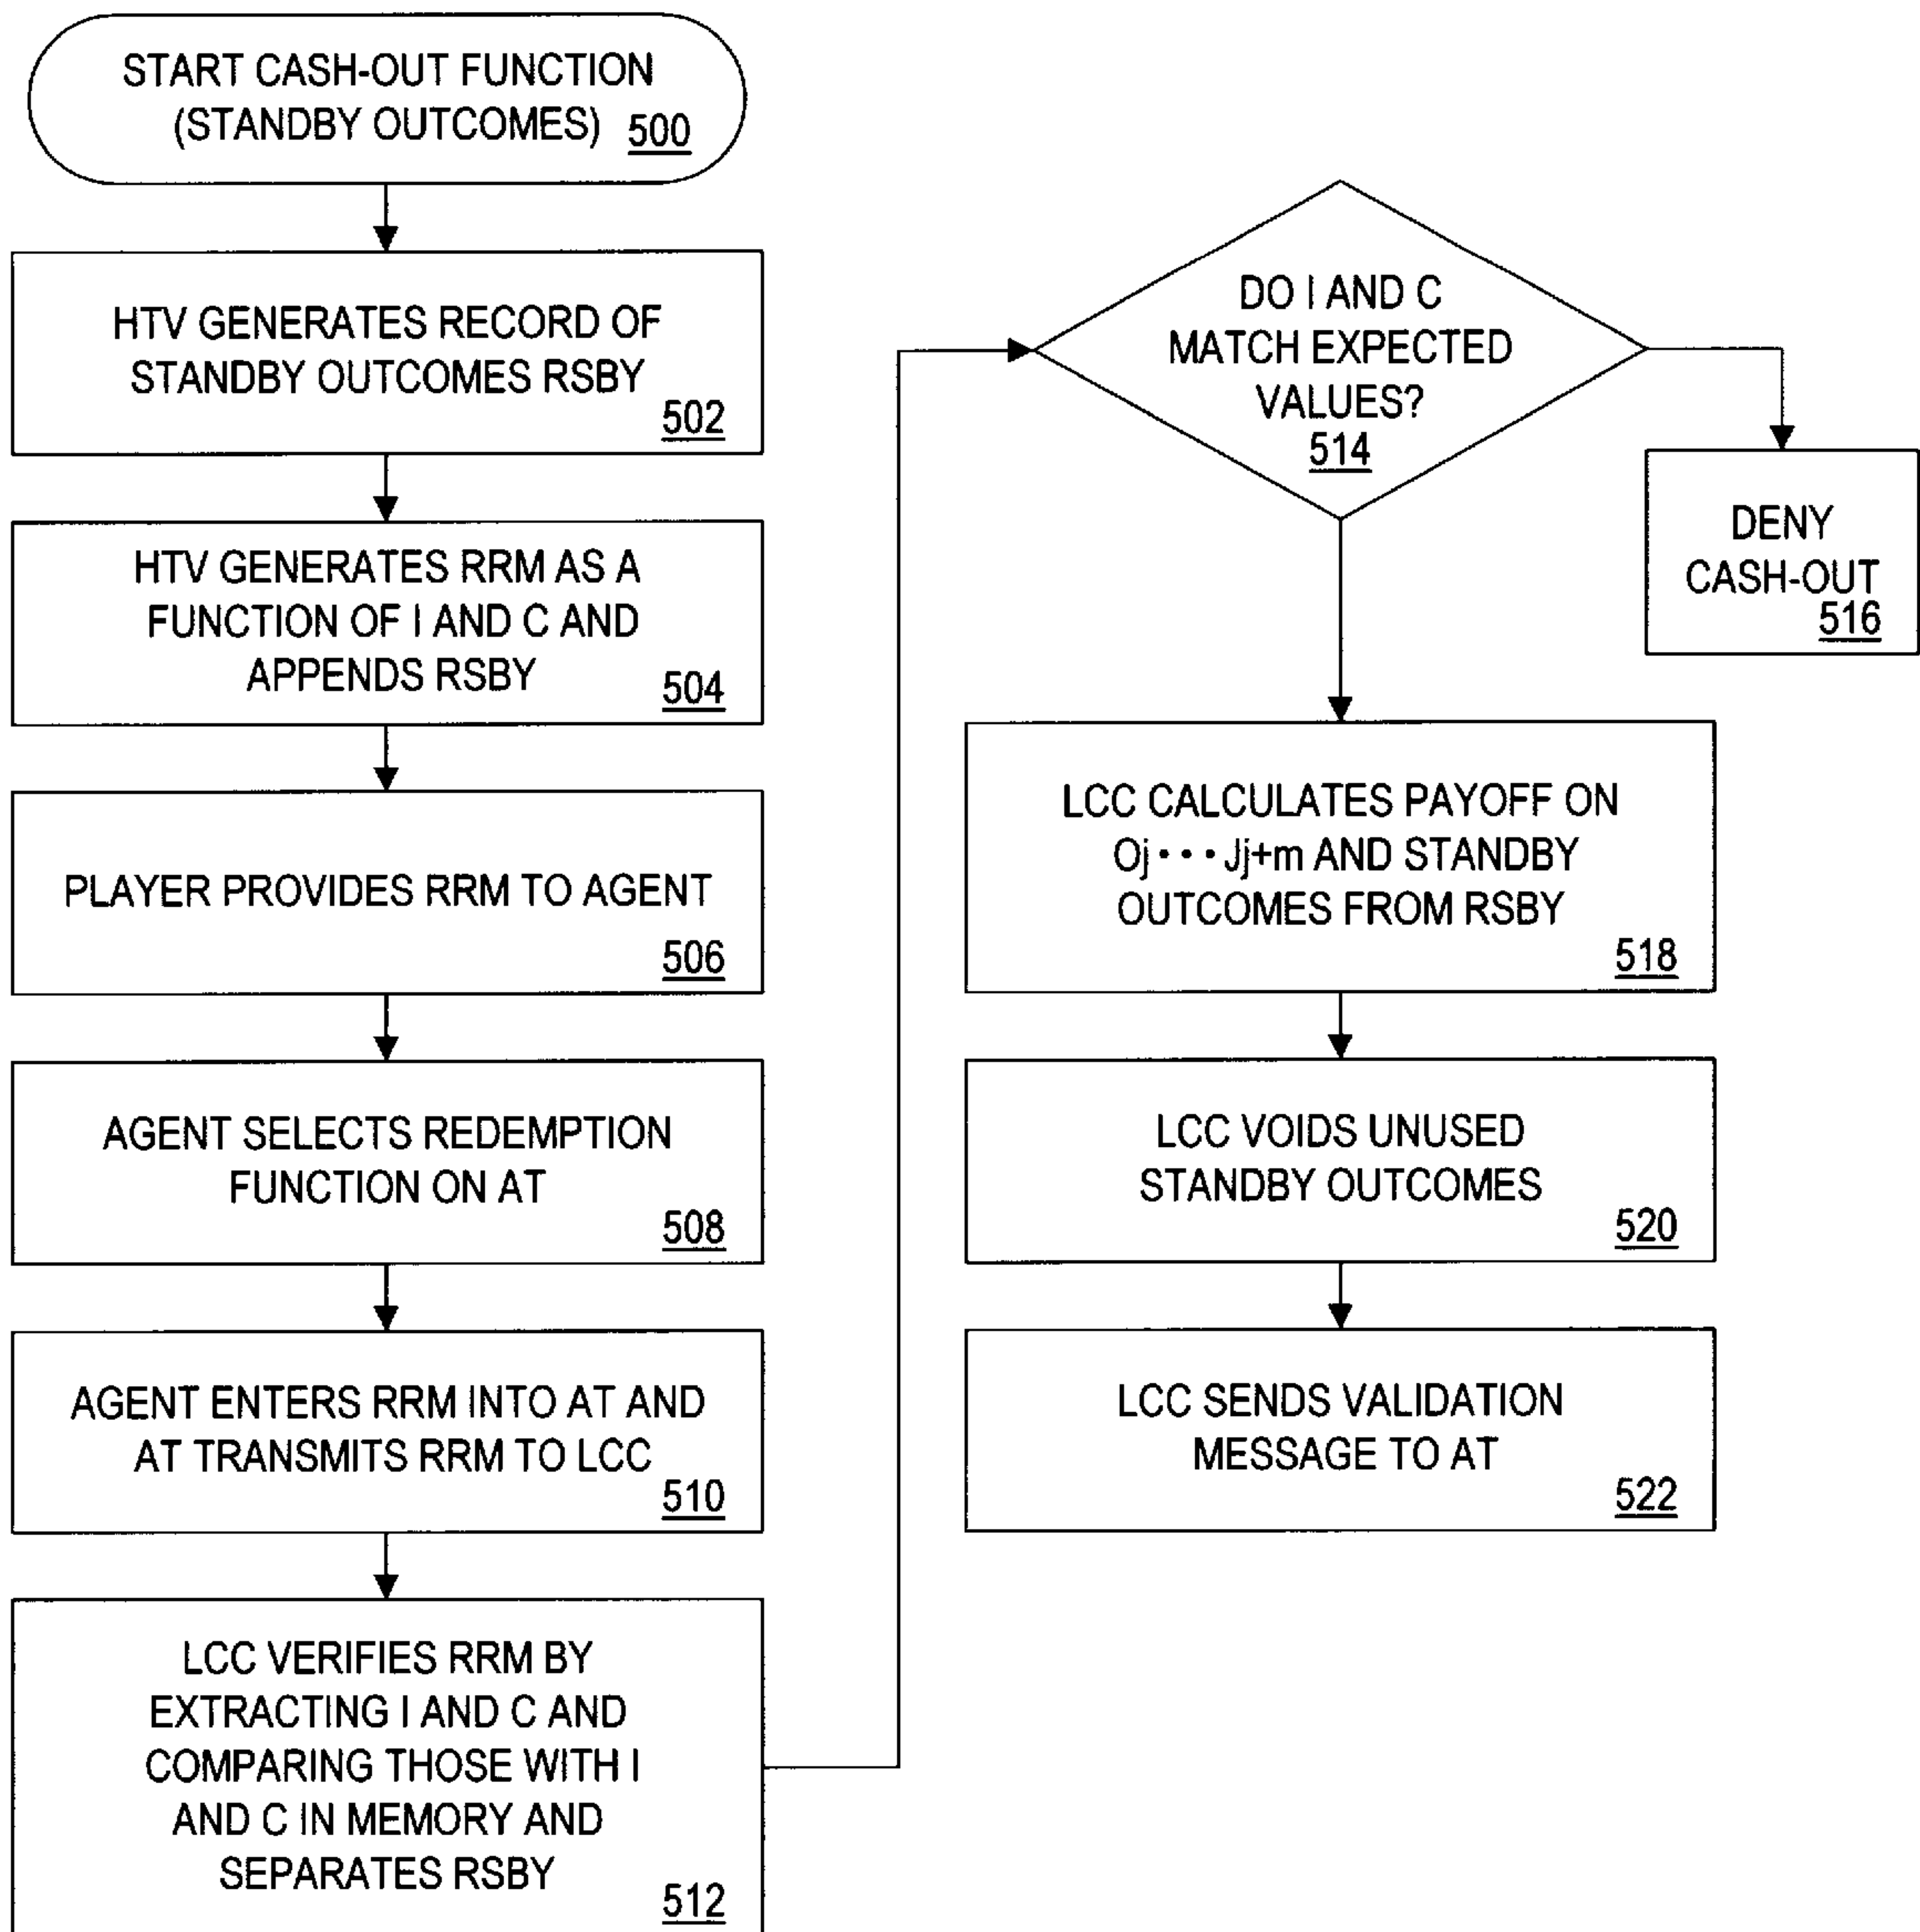 START CASH-OUT FUNCTION
(STANDBY OUTCOMES) 500
HTV GENERATES RECORD OF
STANDBY OUTCOMES RSBY
502
HTV GENERATES RRM AS A
FUNCTION OF I AND C AND
APPENDS RSBY
504
PLAYER PROVIDES RRM TO AGENT
506
AGENT SELECTS REDEMPTION
FUNCTION ON AT
508
AGENT ENTERS RRM INTO AT AND
AT TRANSMITS RRM TO LCC
510
LCC VERIFIES RRM BY
EXTRACTING I AND C AND
COMPARING THOSE WITH I
AND C IN MEMORY AND
SEPARATES RSBY
512
DO I AND C
MATCH EXPECTED
VALUES?
514
DENY
CASH-OUT
516
LCC CALCULATES PAYOFF ON
Oj • • • Jj+m AND STANDBY
OUTCOMES FROM RSBY
518
LCC VOIDS UNUSED
STANDBY OUTCOMES
520
LCC SENDS VALIDATION
MESSAGE TO AT
522